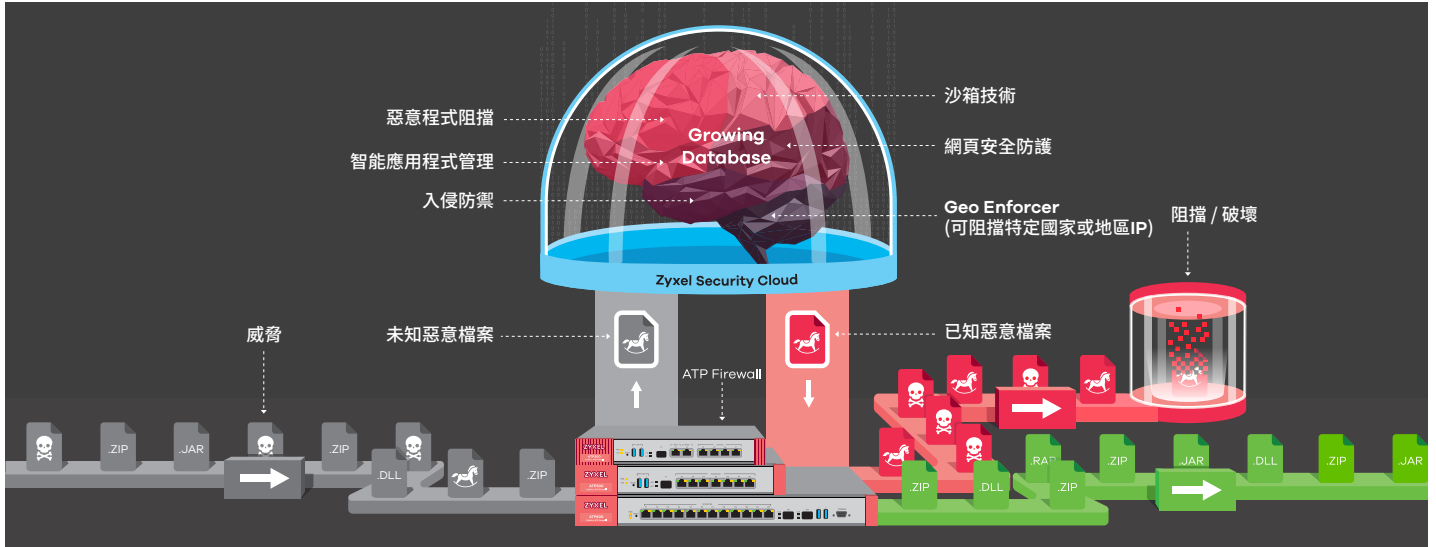 惡意程式阻擋
智能應用程式管理
入侵防禦
Growing
Database
沙箱技術
網頁安全防護
Geo Enforcer
(可阻擋特定國家或地區IP)
阻擋 / 破壞
Zyxel Security Cloud
威脅
未知惡意檔案
已知惡意檔案
ATP Firewall
.ZIP
.JAR
.ZIP
.DLL
.ZIP
ZYXEL
ZYXEL
ZYXEL
.ZIP
.DLL
.ZIP
.RAR
.ZIP
.JAR
.DLL
.ZIP
.JAR